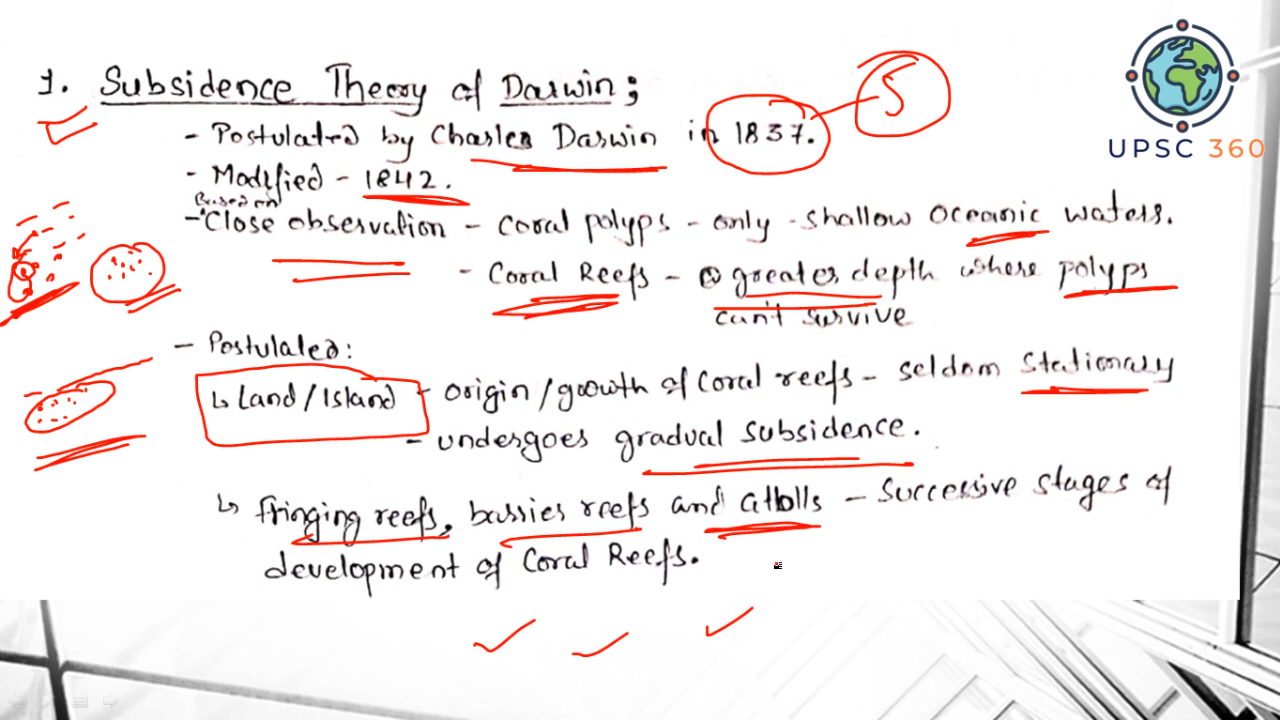 1. Subsidence Theory of Darwin;
- Postulated by Charles Darwin in 1837.
5
- Modified - 1842.
Based on
- Close observation - coral polyps - only - shallow oceanic waters.
- Coral Reefs - @ greater depth where polyps
can't survive
- Postulated:
↳ Land / Island - origin/growth of coral reefs - seldom stationary
- undergoes gradual subsidence.
↳ fringing reefs, barrier reefs and atolls - successive stages of
development of Coral Reefs.
UPSC 360